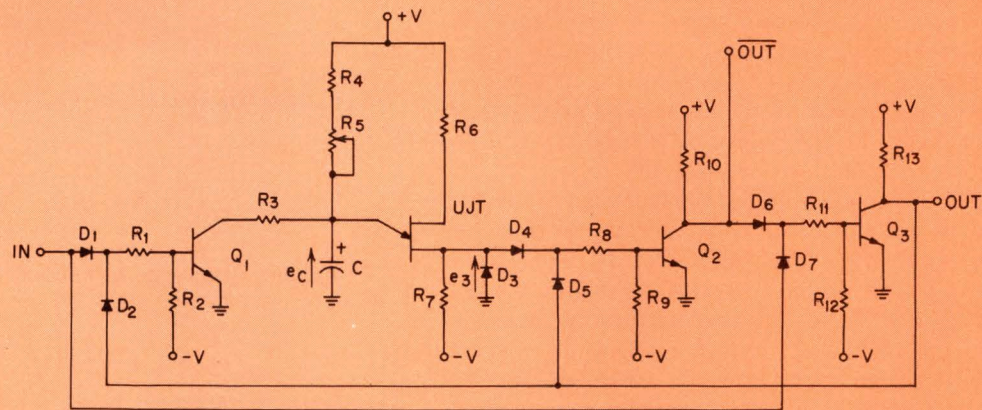 +V
R4
R5
R6
R3
UJT
IN
D1
R1
Q1
D2
R2
-V
eC
+
C
R7
-V
e3
D3
D4
D5
R8
R9
-V
Q2
+V
R10
OUT
D6
D7
R11
R12
-V
Q3
+V
R13
OUT